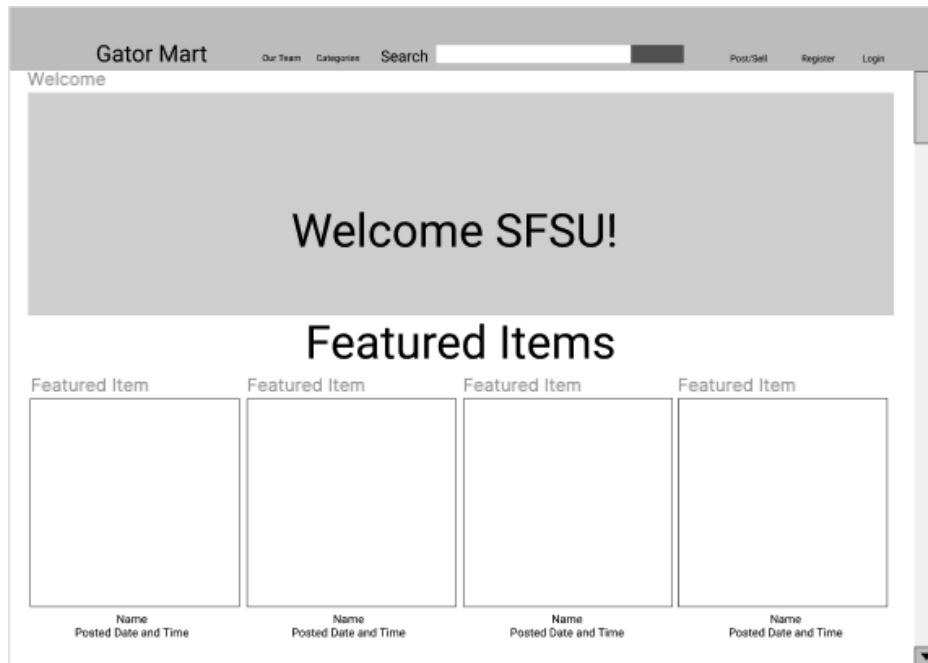 Gator Mart Our Team Categories Search Post/Sell Register Login
Welcome
Welcome SFSU!
Featured Items
Featured Item Featured Item Featured Item Featured Item
Name Name Name Name
Posted Date and Time Posted Date and Time Posted Date and Time Posted Date and Time